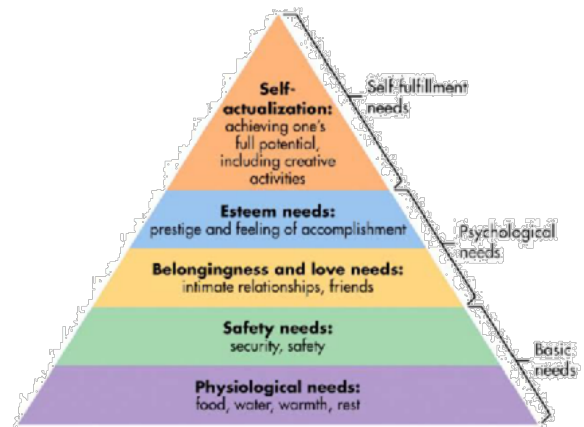 Self-
actualization:
achieving one's
full potential,
including creative
activities
Self-fulfillment
needs
Esteem needs:
prestige and feeling of accomplishment
Psychological
needs
Belongingness and love needs:
intimate relationships, friends
Safety needs:
security, safety
Basic
needs
Physiological needs:
food, water, warmth, rest